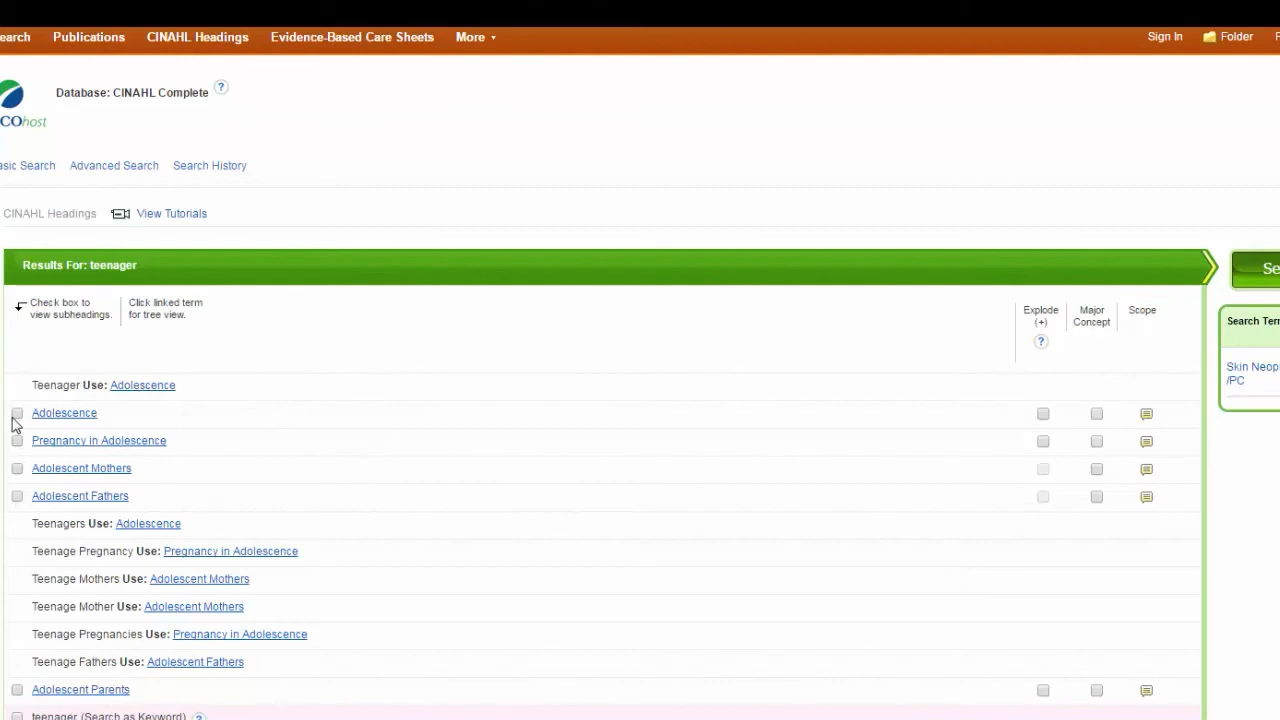 earch Publications CINAHL Headings Evidence-Based Care Sheets More Sign In Folder
Database: CINAHL Complete ?
COhost
asic Search Advanced Search Search History
CINAHL Headings View Tutorials
Results For: teenager Se
Check box to
view subheadings.
Click linked term
for tree view.
Explode
(+)
?
Major
Concept
Scope
Search Ter
Skin Neop
/PC
Teenager Use: Adolescence
Adolescence
Pregnancy in Adolescence
Adolescent Mothers
Adolescent Fathers
Teenagers Use: Adolescence
Teenage Pregnancy Use: Pregnancy in Adolescence
Teenage Mothers Use: Adolescent Mothers
Teenage Mother Use: Adolescent Mothers
Teenage Pregnancies Use: Pregnancy in Adolescence
Teenage Fathers Use: Adolescent Fathers
Adolescent Parents
teenager (Search as Keyword) ?